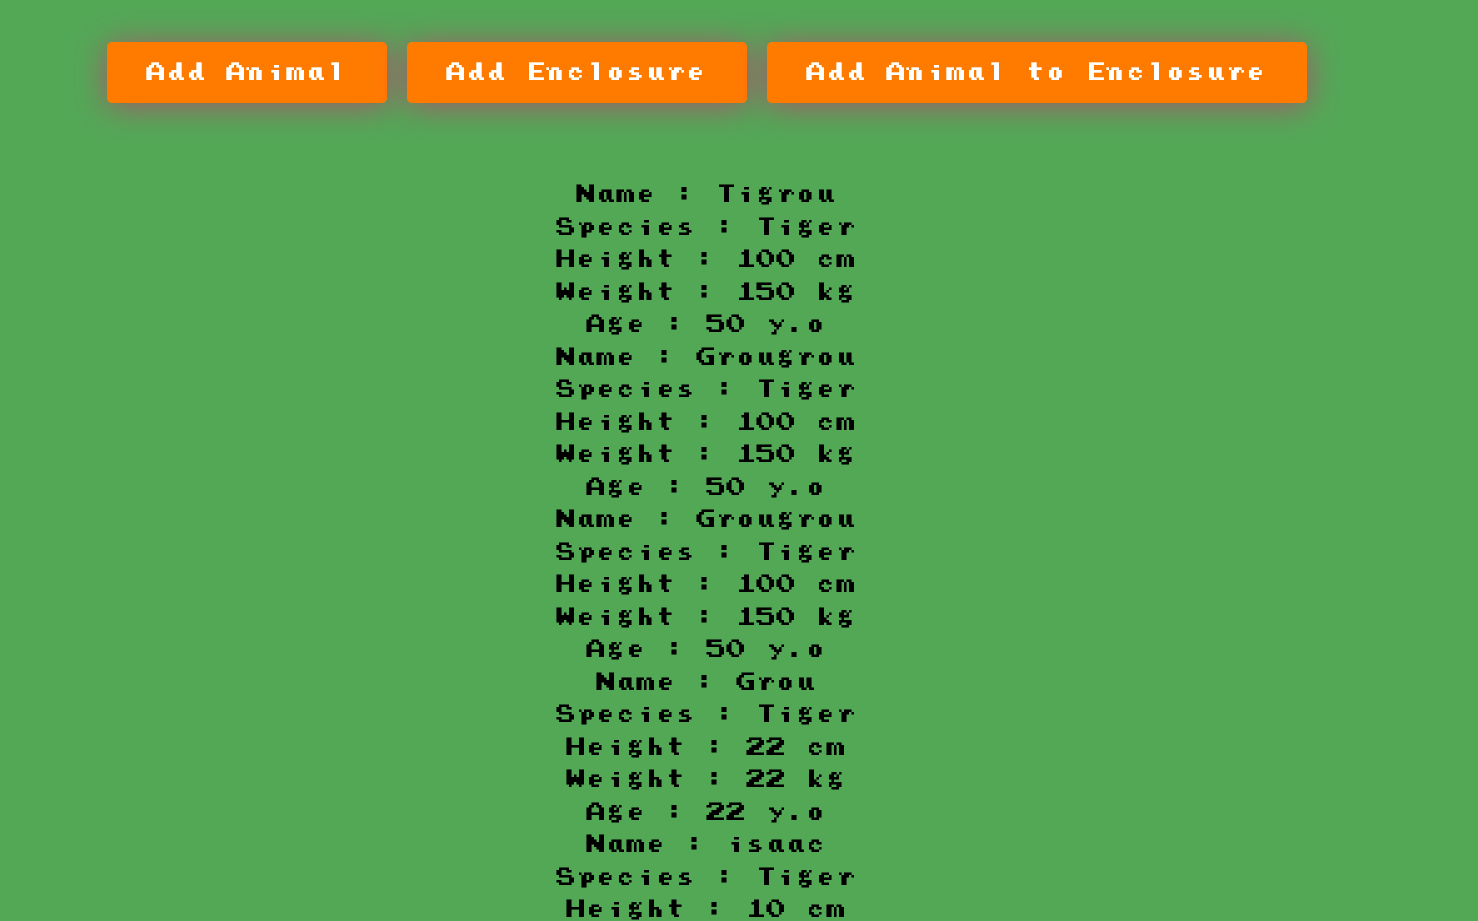 Add Animal
Add Enclosure
Add Animal to Enclosure
Name : Tigrou
Species : Tiger
Height : 100 cm
Weight : 150 kg
Age : 50 y.o
Name : Grougrou
Species : Tiger
Height : 100 cm
Weight : 150 kg
Age : 50 y.o
Name : Grougrou
Species : Tiger
Height : 100 cm
Weight : 150 kg
Age : 50 y.o
Name : Grou
Species : Tiger
Height : 22 cm
Weight : 22 kg
Age : 22 y.o
Name : isaac
Species : Tiger
Height : 10 cm